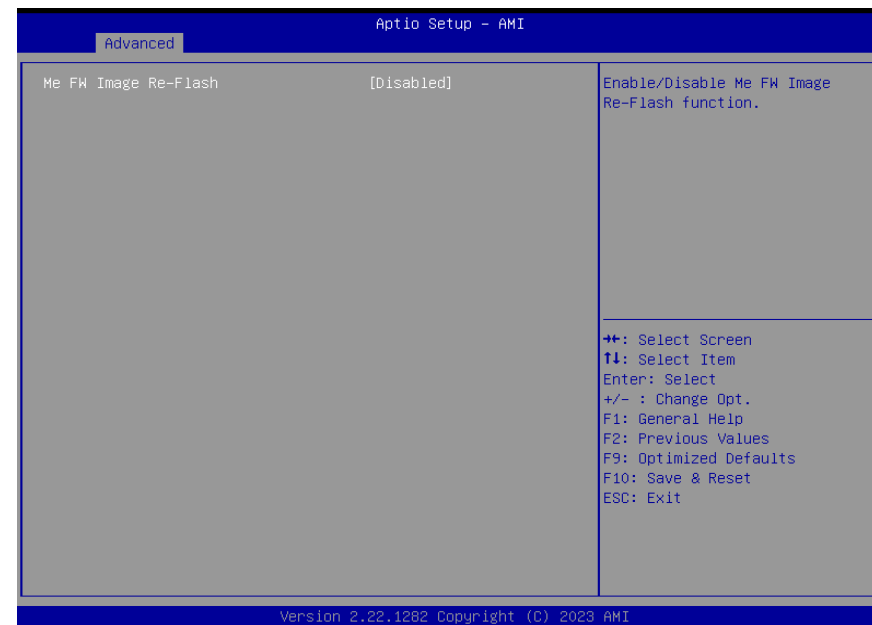 Aptio Setup – AMI
Advanced
Me FW Image Re-Flash [Disabled]
Enable/Disable Me FW Image
Re-Flash function.
→←: Select Screen
↑↓: Select Item
Enter: Select
+/- : Change Opt.
F1: General Help
F2: Previous Values
F9: Optimized Defaults
F10: Save & Reset
ESC: Exit
Version 2.22.1282 Copyright (C) 2023 AMI